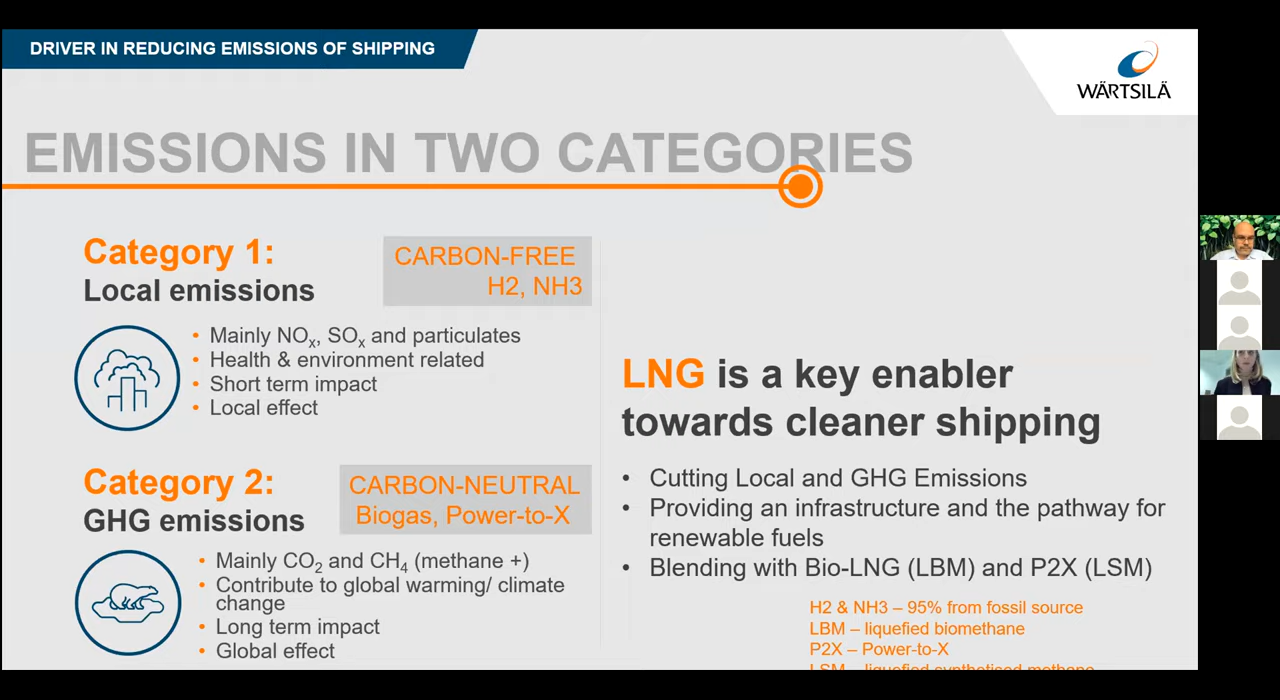 DRIVER IN REDUCING EMISSIONS OF SHIPPING
WÄRTSILÄ
EMISSIONS IN TWO CATEGORIES
Category 1:
Local emissions
CARBON-FREE
H2, NH3
• Mainly NOx, SOx and particulates
• Health & environment related
• Short term impact
• Local effect
Category 2:
GHG emissions
CARBON-NEUTRAL
Biogas, Power-to-X
• Mainly CO2 and CH4 (methane +)
• Contribute to global warming/ climate
change
• Long term impact
• Global effect
LNG is a key enabler
towards cleaner shipping
• Cutting Local and GHG Emissions
• Providing an infrastructure and the pathway for
renewable fuels
• Blending with Bio-LNG (LBM) and P2X (LSM)
H2 & NH3 – 95% from fossil source
LBM – liquefied biomethane
P2X – Power-to-X
LSM – liquefied synthetised methane